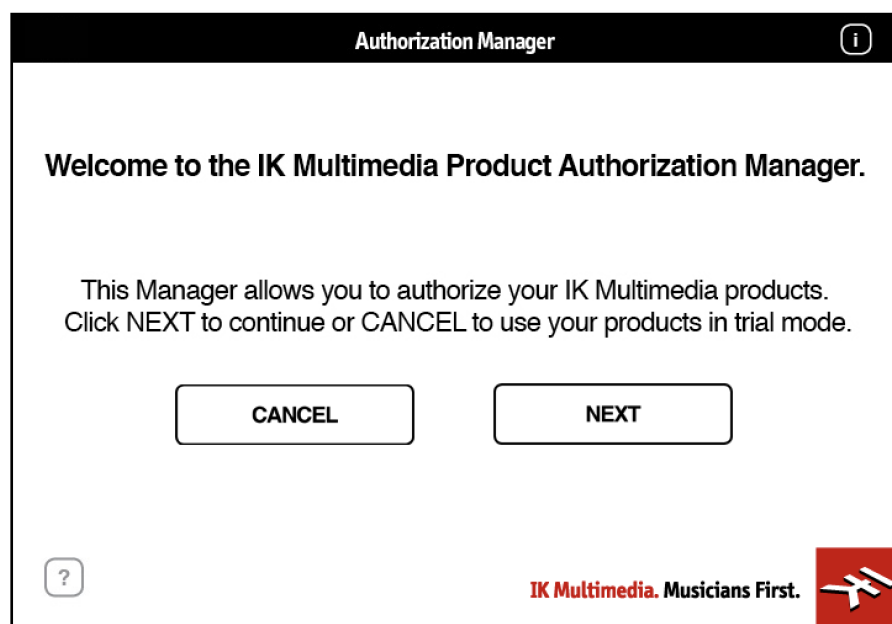 Authorization Manager
i
Welcome to the IK Multimedia Product Authorization Manager.
This Manager allows you to authorize your IK Multimedia products.
Click NEXT to continue or CANCEL to use your products in trial mode.
CANCEL
NEXT
?
IK Multimedia. Musicians First.